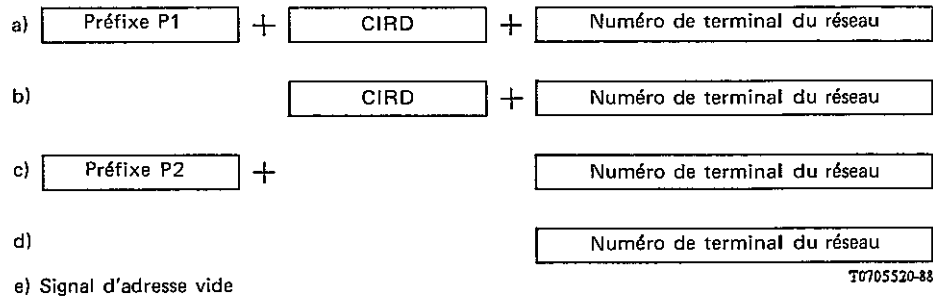 a) Préfixe P1 + CIRD + Numéro de terminal du réseau
b) CIRD + Numéro de terminal du réseau
c) Préfixe P2 + Numéro de terminal du réseau
d) Numéro de terminal du réseau
T0705520-88
e) Signal d'adresse vide